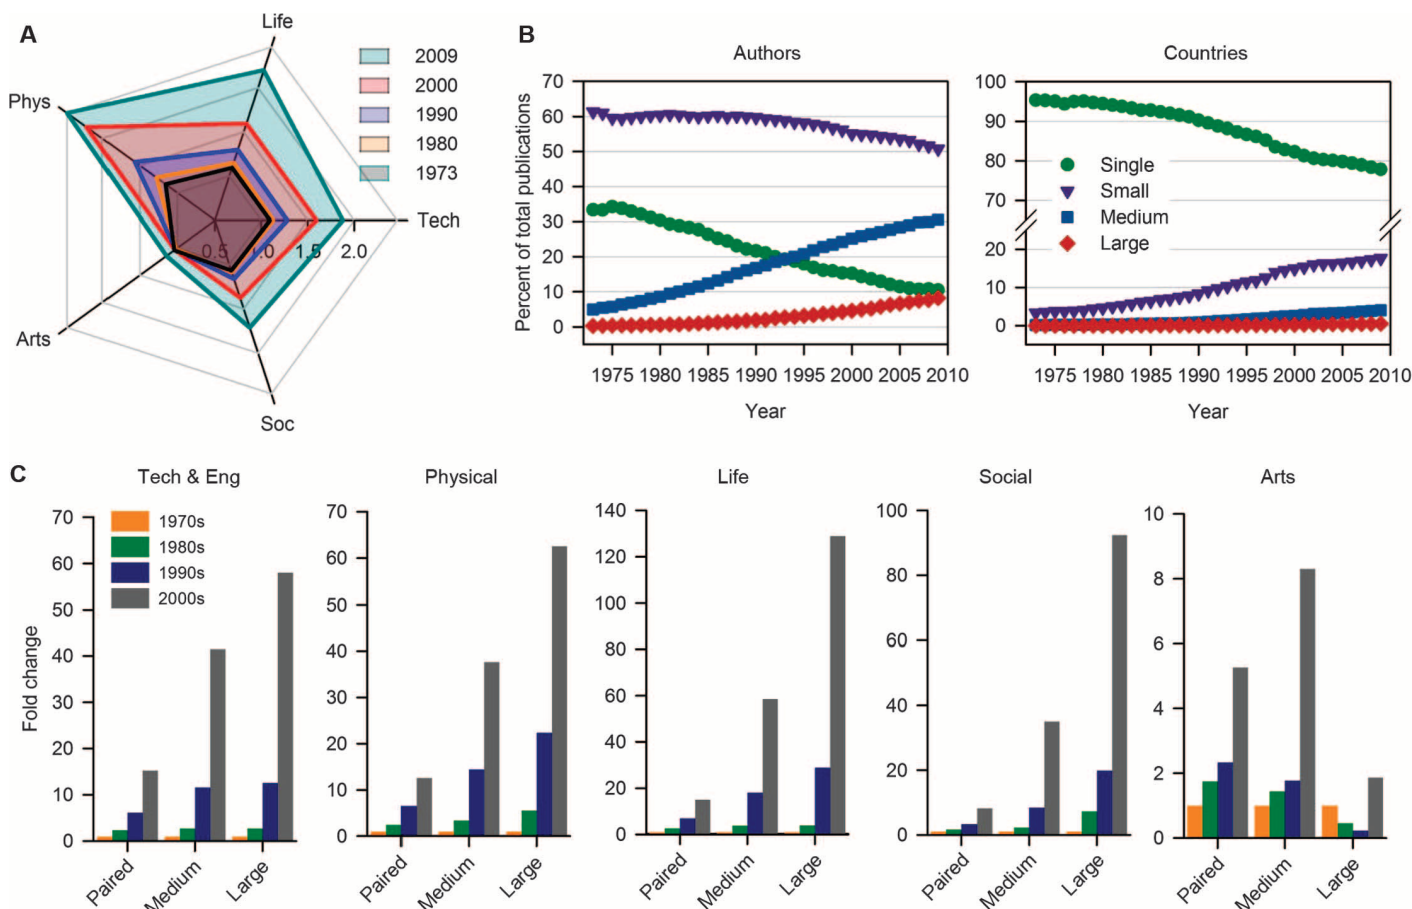 A
Life
2009
2000
1990
1980
1973
Phys
Tech
0.5 1.0 1.5 2.0
Arts
Soc
B
Authors
Countries
Percent of total publications
70
60
50
40
30
20
10
0
1975 1980 1985 1990 1995 2000 2005 2010
Year
100
90
80
70
20
10
0
Single
Small
Medium
Large
1975 1980 1985 1990 1995 2000 2005 2010
Year
C
Tech & Eng
Physical
Life
Social
Arts
Fold change
70
60
50
40
30
20
10
0
1970s
1980s
1990s
2000s
Paired
Medium
Large
70
60
50
40
30
20
10
0
Paired
Medium
Large
140
120
100
80
60
40
20
0
Paired
Medium
Large
100
80
60
40
20
0
Paired
Medium
Large
10
8
6
4
2
0
Paired
Medium
Large